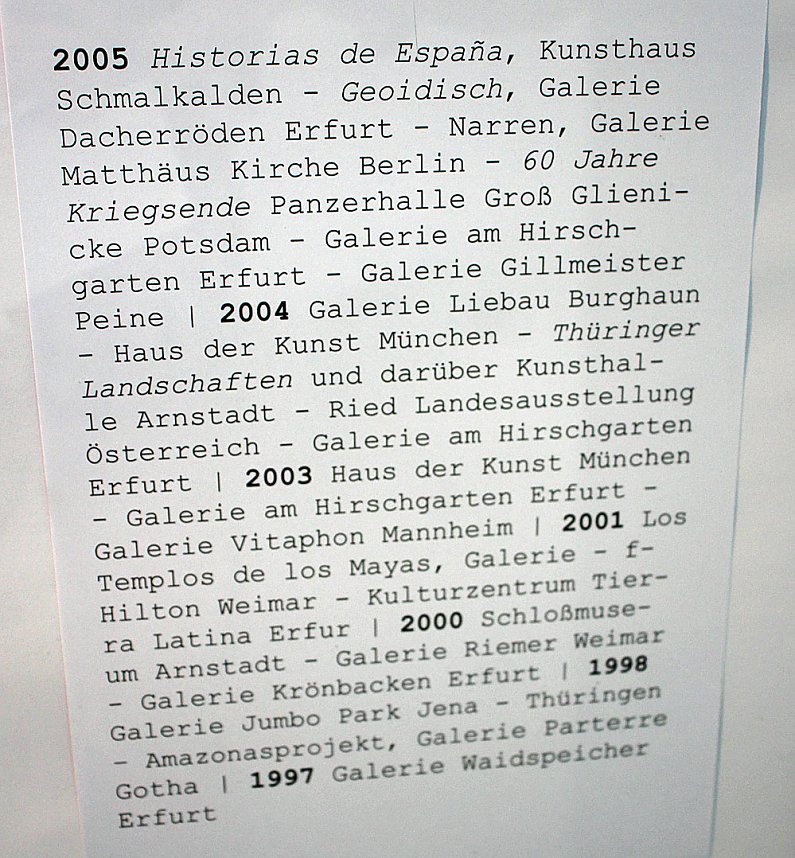 2005 Historias de España, Kunsthaus
Schmalkalden – Geoidisch, Galerie
Dacherröden Erfurt – Narren, Galerie
Matthäus Kirche Berlin – 60 Jahre
Kriegsende Panzerhalle Groß Glieni-
cke Potsdam – Galerie am Hirsch-
garten Erfurt – Galerie Gillmeister
Peine | 2004 Galerie Liebau Burghaun
– Haus der Kunst München – Thüringer
Landschaften und darüber Kunsthal-
le Arnstadt – Ried Landesausstellung
Österreich – Galerie am Hirschgarten
Erfurt | 2003 Haus der Kunst München
– Galerie am Hirschgarten Erfurt –
Galerie Vitaphon Mannheim | 2001 Los
Templos de los Mayas, Galerie – f-
Hilton Weimar – Kulturzentrum Tier-
ra Latina Erfur | 2000 Schloßmuse-
um Arnstadt – Galerie Riemer Weimar
– Galerie Krönbacken Erfurt | 1998
Galerie Jumbo Park Jena – Thüringen
– Amazonasprojekt, Galerie Parterre
Gotha | 1997 Galerie Waidspeicher
Erfurt